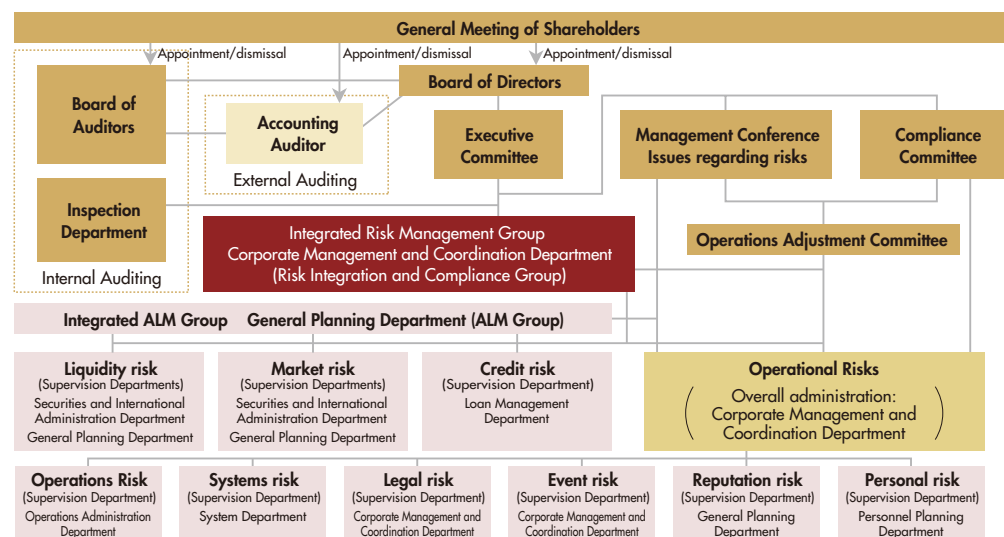 General Meeting of Shareholders
Appointment/dismissal
Appointment/dismissal
Appointment/dismissal
Board of
Auditors
Board of Directors
Accounting
Auditor
External Auditing
Executive
Committee
Management Conference
Issues regarding risks
Compliance
Committee
Inspection
Department
Internal Auditing
Integrated Risk Management Group
Corporate Management and Coordination Department
(Risk Integration and Compliance Group)
Operations Adjustment Committee
Integrated ALM Group General Planning Department (ALM Group)
Liquidity risk
(Supervision Departments)
Securities and International
Administration Department
General Planning Department
Market risk
(Supervision Departments)
Securities and International
Administration Department
General Planning Department
Credit risk
(Supervision Department)
Loan Management
Department
Operational Risks
(Overall administration:
Corporate Management and
Coordination Department)
Operations Risk
(Supervision Department)
Operations Administration
Department
Systems risk
(Supervision Department)
System Department
Legal risk
(Supervision Department)
Corporate Management and
Coordination Department
Event risk
(Supervision Department)
Corporate Management and
Coordination Department
Reputation risk
(Supervision Department)
General Planning
Department
Personal risk
(Supervision Department)
Personnel Planning
Department